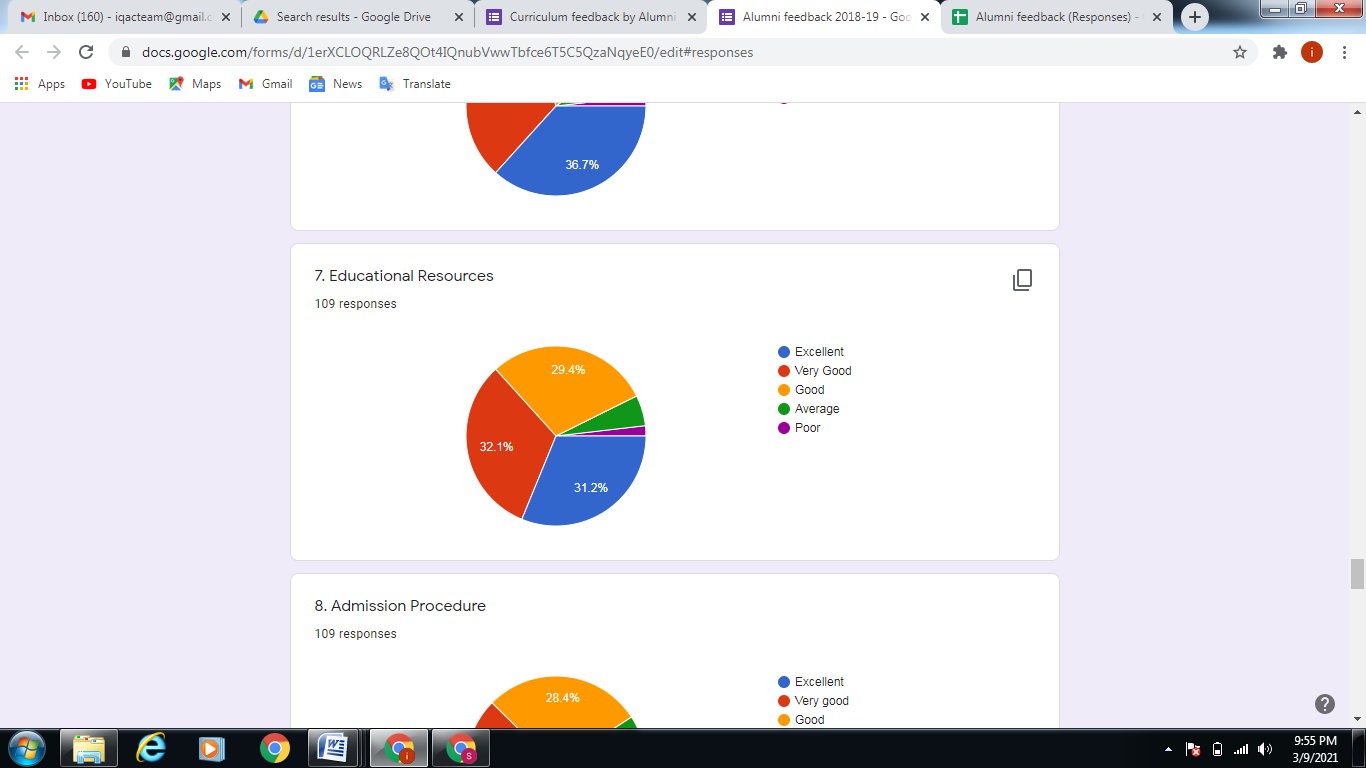 Inbox (160) - iqacteam@gmail.c
Search results - Google Drive
Curriculum feedback by Alumni
Alumni feedback 2018-19 - Goo
Alumni feedback (Responses) -
docs.google.com/forms/d/1erXCLOQRLZe8QOt4IQnubVwwTbfce6T5C5QzaNqyeE0/edit#responses
i
Apps
YouTube
Maps
Gmail
News
Translate
36.7%
7. Educational Resources
109 responses
29.4%
32.1%
31.2%
Excellent
Very Good
Good
Average
Poor
8. Admission Procedure
109 responses
28.4%
Excellent
Very good
Good
9:55 PM
3/9/2021